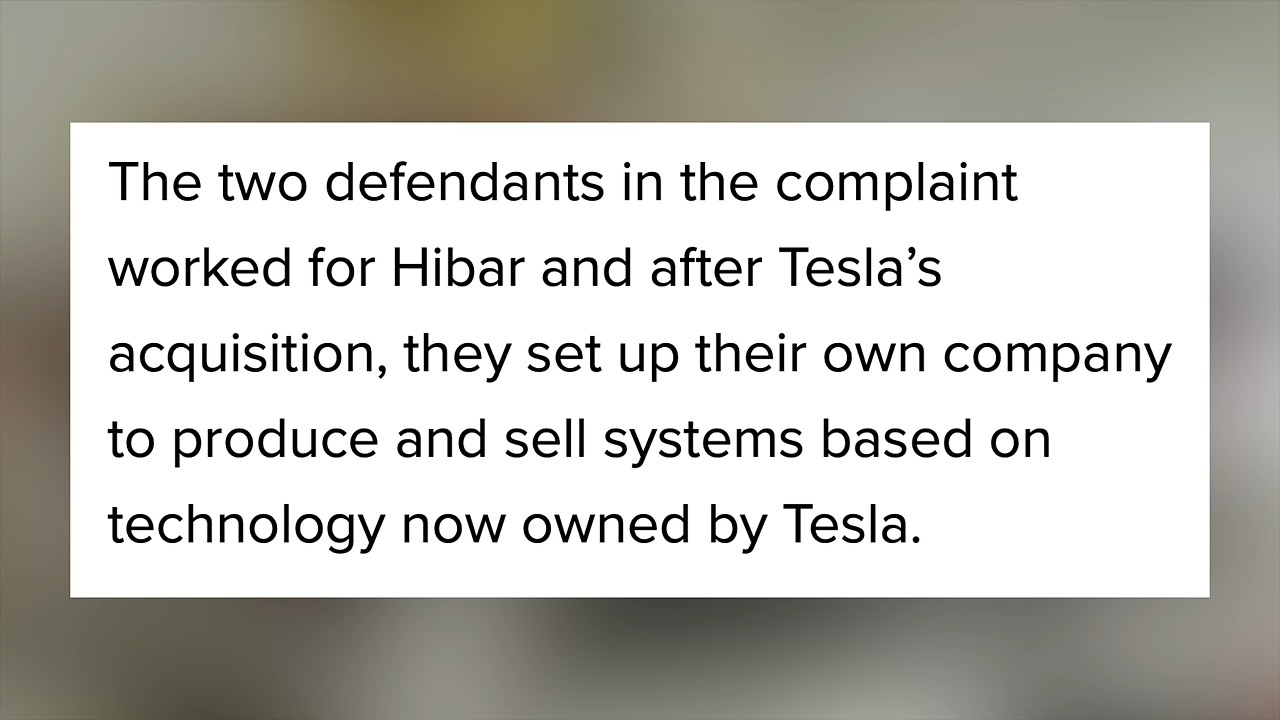 The two defendants in the complaint
worked for Hibar and after Tesla’s
acquisition, they set up their own company
to produce and sell systems based on
technology now owned by Tesla.